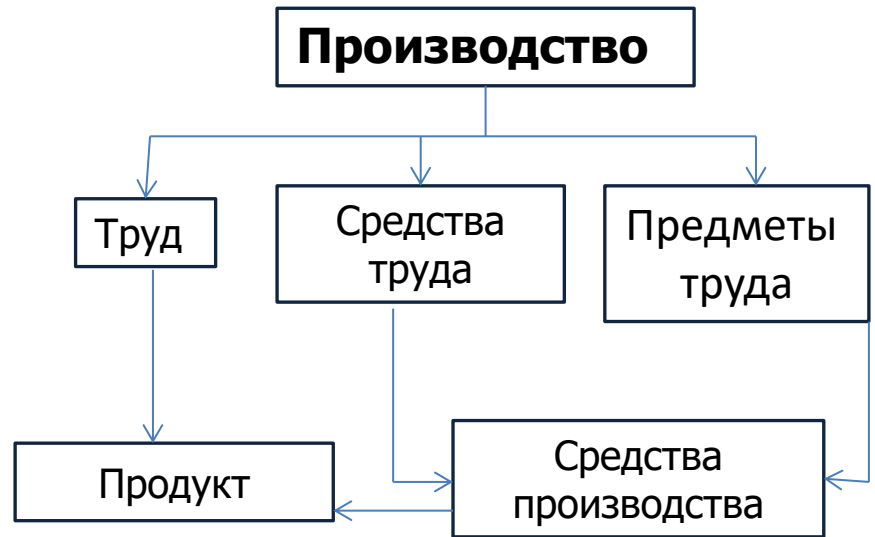 Производство
Труд
Средства
труда
Предметы
труда
Продукт
Средства
производства